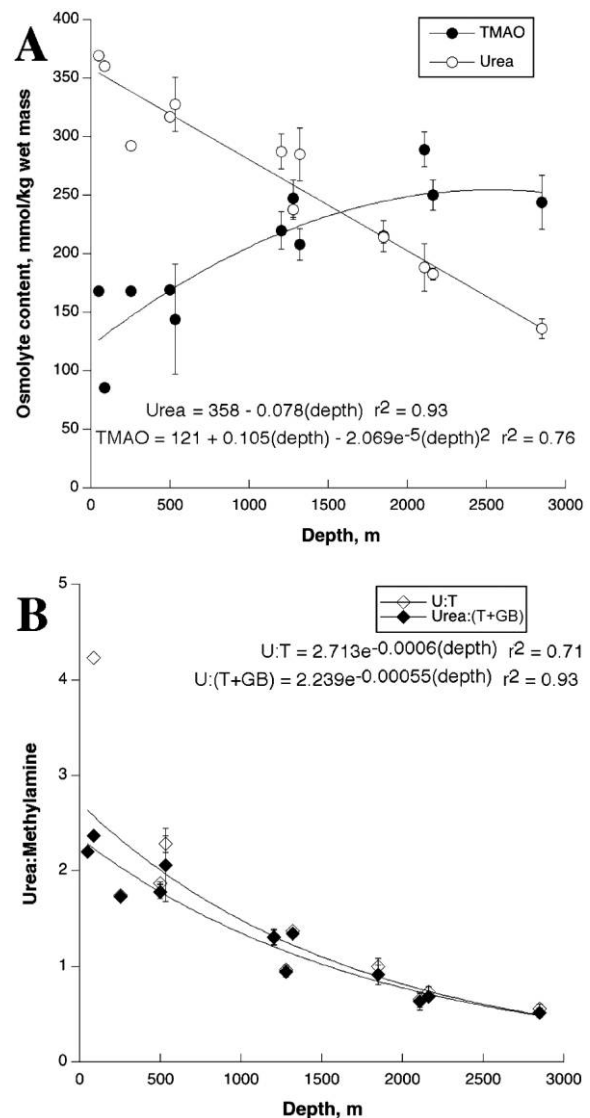 A
TMAO
Urea
Osmolyte content, mmol/kg wet mass
400
350
300
250
200
150
100
50
0
Urea = 358 - 0.078(depth) r² = 0.93
TMAO = 121 + 0.105(depth) - 2.069e⁻⁵(depth)² r² = 0.76
0 500 1000 1500 2000 2500 3000
Depth, m
B
U:T
Urea:(T+GB)
U:T = 2.713e⁻⁰·⁰⁰⁰⁶(depth) r² = 0.71
U:(T+GB) = 2.239e⁻⁰·⁰⁰⁰⁵⁵(depth) r² = 0.93
Urea:Methylamine
5
4
3
2
1
0
0 500 1000 1500 2000 2500 3000
Depth, m